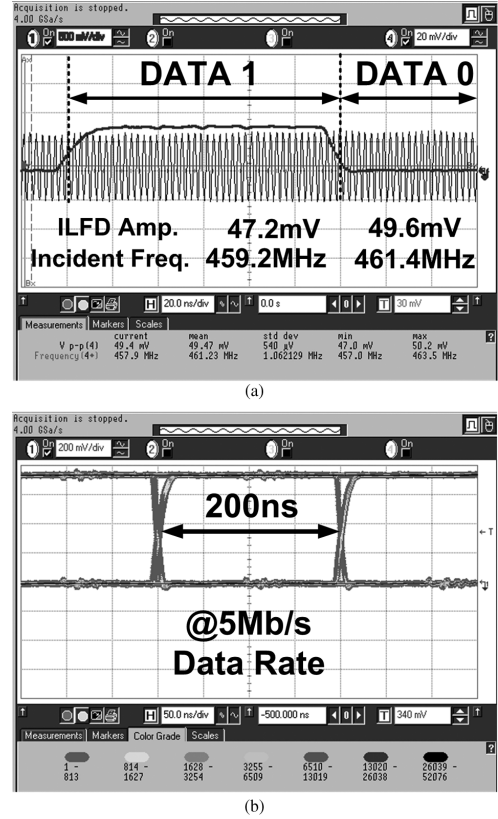 Acquisition is stopped.
4.00 GSa/s
1 On 500 mV/div 2 On 3 On 4 On 20 mV/div
Ax
DATA 1 DATA 0
ILFD Amp. 47.2mV 49.6mV
Incident Freq. 459.2MHz 461.4MHz
Bx
H 20.0 ns/div 0.0 s 0 T 30 mV
Measurements Markers Scales
current mean std dev min max
V p-p(4) 49.4 mV 49.47 mV 540 µV 47.0 mV 50.2 mV
Frequency(4+) 457.9 MHz 461.23 MHz 1.062129 MHz 457.0 MHz 463.5 MHz
?
(a)
Acquisition is stopped.
4.00 GSa/s
1 On 200 mV/div 2 On 3 On 4 On
200ns
T
@5Mb/s
Data Rate
H 50.0 ns/div -500.000 ns 0 T 340 mV
Measurements Markers Color Grade Scales
?
1 - 814 - 1628 - 3255 - 6510 - 13020 - 26039 -
813 1627 3254 6509 13019 26038 52076
(b)